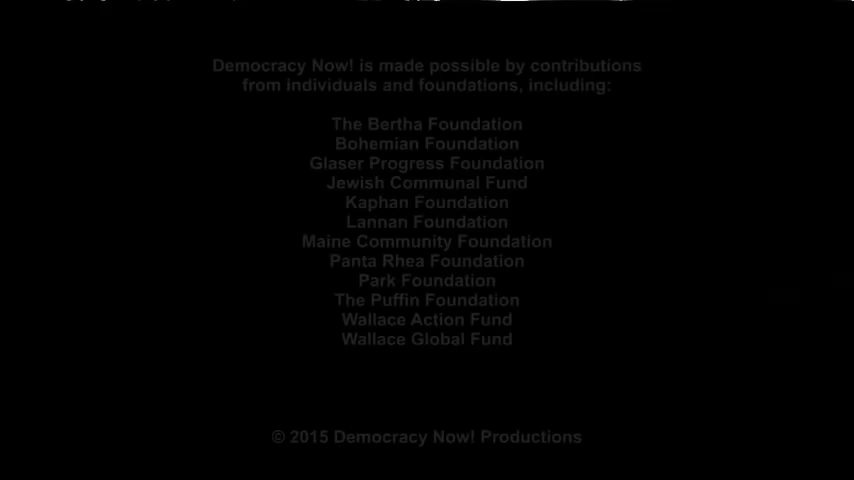 Democracy Now! is made possible by contributions
from individuals and foundations, including:
The Bertha Foundation
Bohemian Foundation
Glaser Progress Foundation
Jewish Communal Fund
Kaphan Foundation
Lannan Foundation
Maine Community Foundation
Panta Rhea Foundation
Park Foundation
The Puffin Foundation
Wallace Action Fund
Wallace Global Fund
© 2015 Democracy Now! Productions